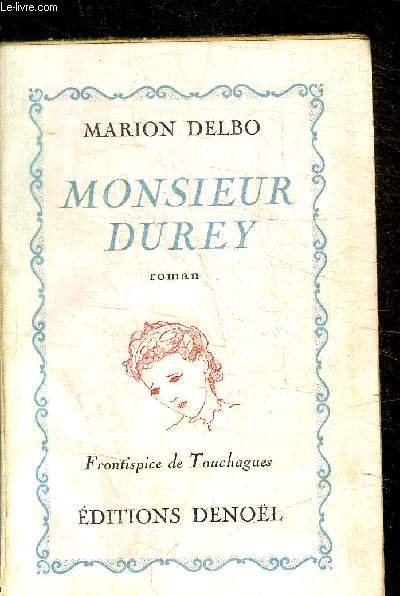 Le-livre.com
MARION DELBO
MONSIEUR
DUREY
roman
Frontispice de Touchagues
ÉDITIONS DENOËL